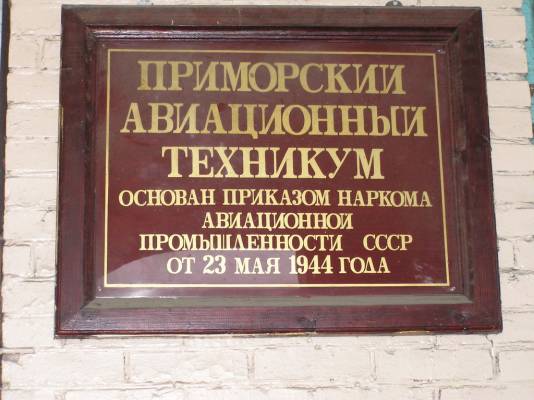 ПРИМОРСКИЙ
АВИАЦИОННЫЙ
ТЕХНИКУМ
ОСНОВАН ПРИКАЗОМ НАРКОМА
АВИАЦИОННОЙ
ПРОМЫШЛЕННОСТИ СССР
ОТ 23 МАЯ 1944 ГОДА